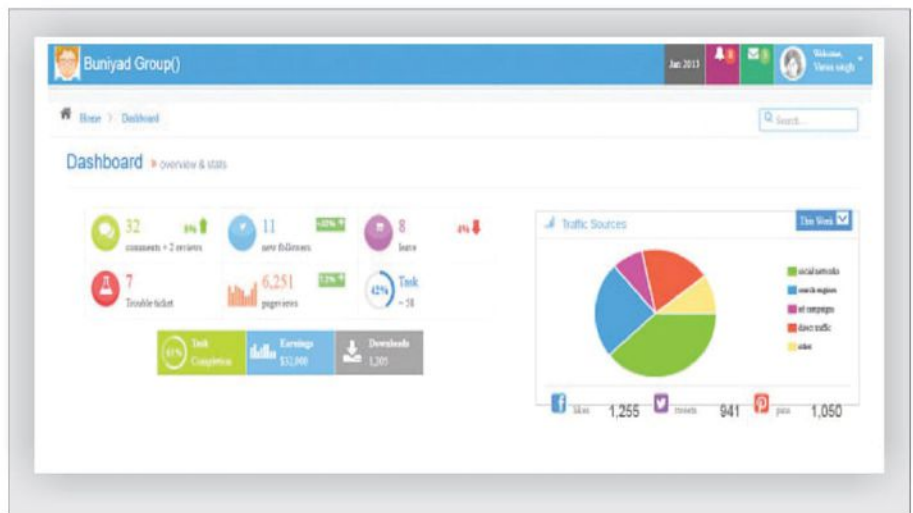 Buniyad Group()
Jan 2013
Welcome,
Home > Dashboard
Search...
Dashboard » overview & stats
32
comments + 2 reviews
8%
11
new followers
8
leave
4%
7
Trouble ticket
6,251
pageviews
42%
Task
~ 58
Task
Completion
Earnings
$32,000
Downloads
1,205
Traffic Sources
This Week
social networks
search engines
ad campaigns
direct traffic
other
likes 1,255
tweets 941
pins 1,050